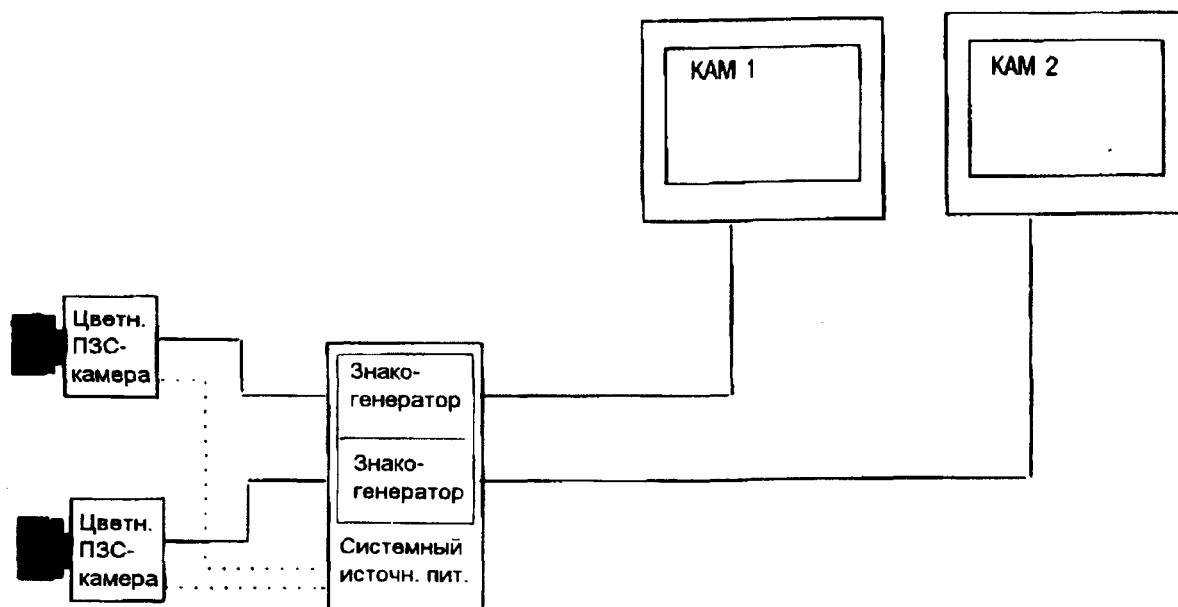 КАМ 1
КАМ 2
Цветн.
ПЗС-
камера
Знако-
генератор
Знако-
генератор
Системный
источн. пит.
Цветн.
ПЗС-
камера